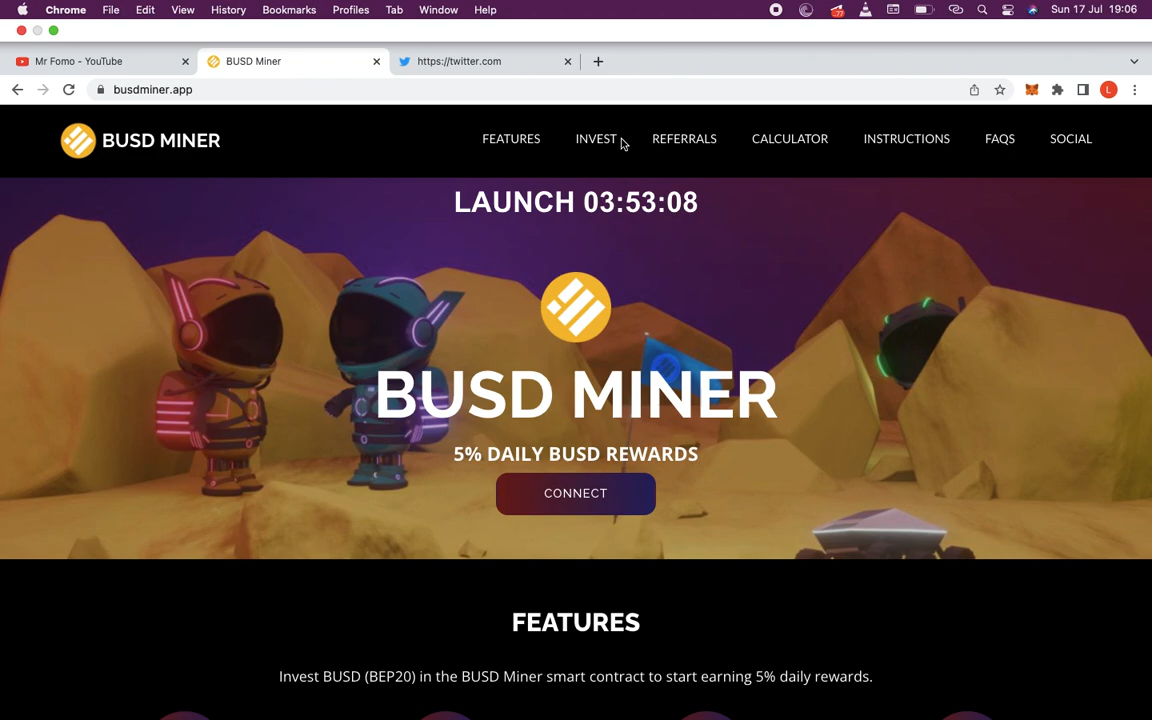 Chrome File Edit View History Bookmarks Profiles Tab Window Help Sun 17 Jul 19:06
Mr Fomo - YouTube BUSD Miner https://twitter.com
busdminer.app L
BUSD MINER FEATURES INVEST REFERRALS CALCULATOR INSTRUCTIONS FAQS SOCIAL
LAUNCH 03:53:08
BUSD MINER
5% DAILY BUSD REWARDS
CONNECT
FEATURES
Invest BUSD (BEP20) in the BUSD Miner smart contract to start earning 5% daily rewards.